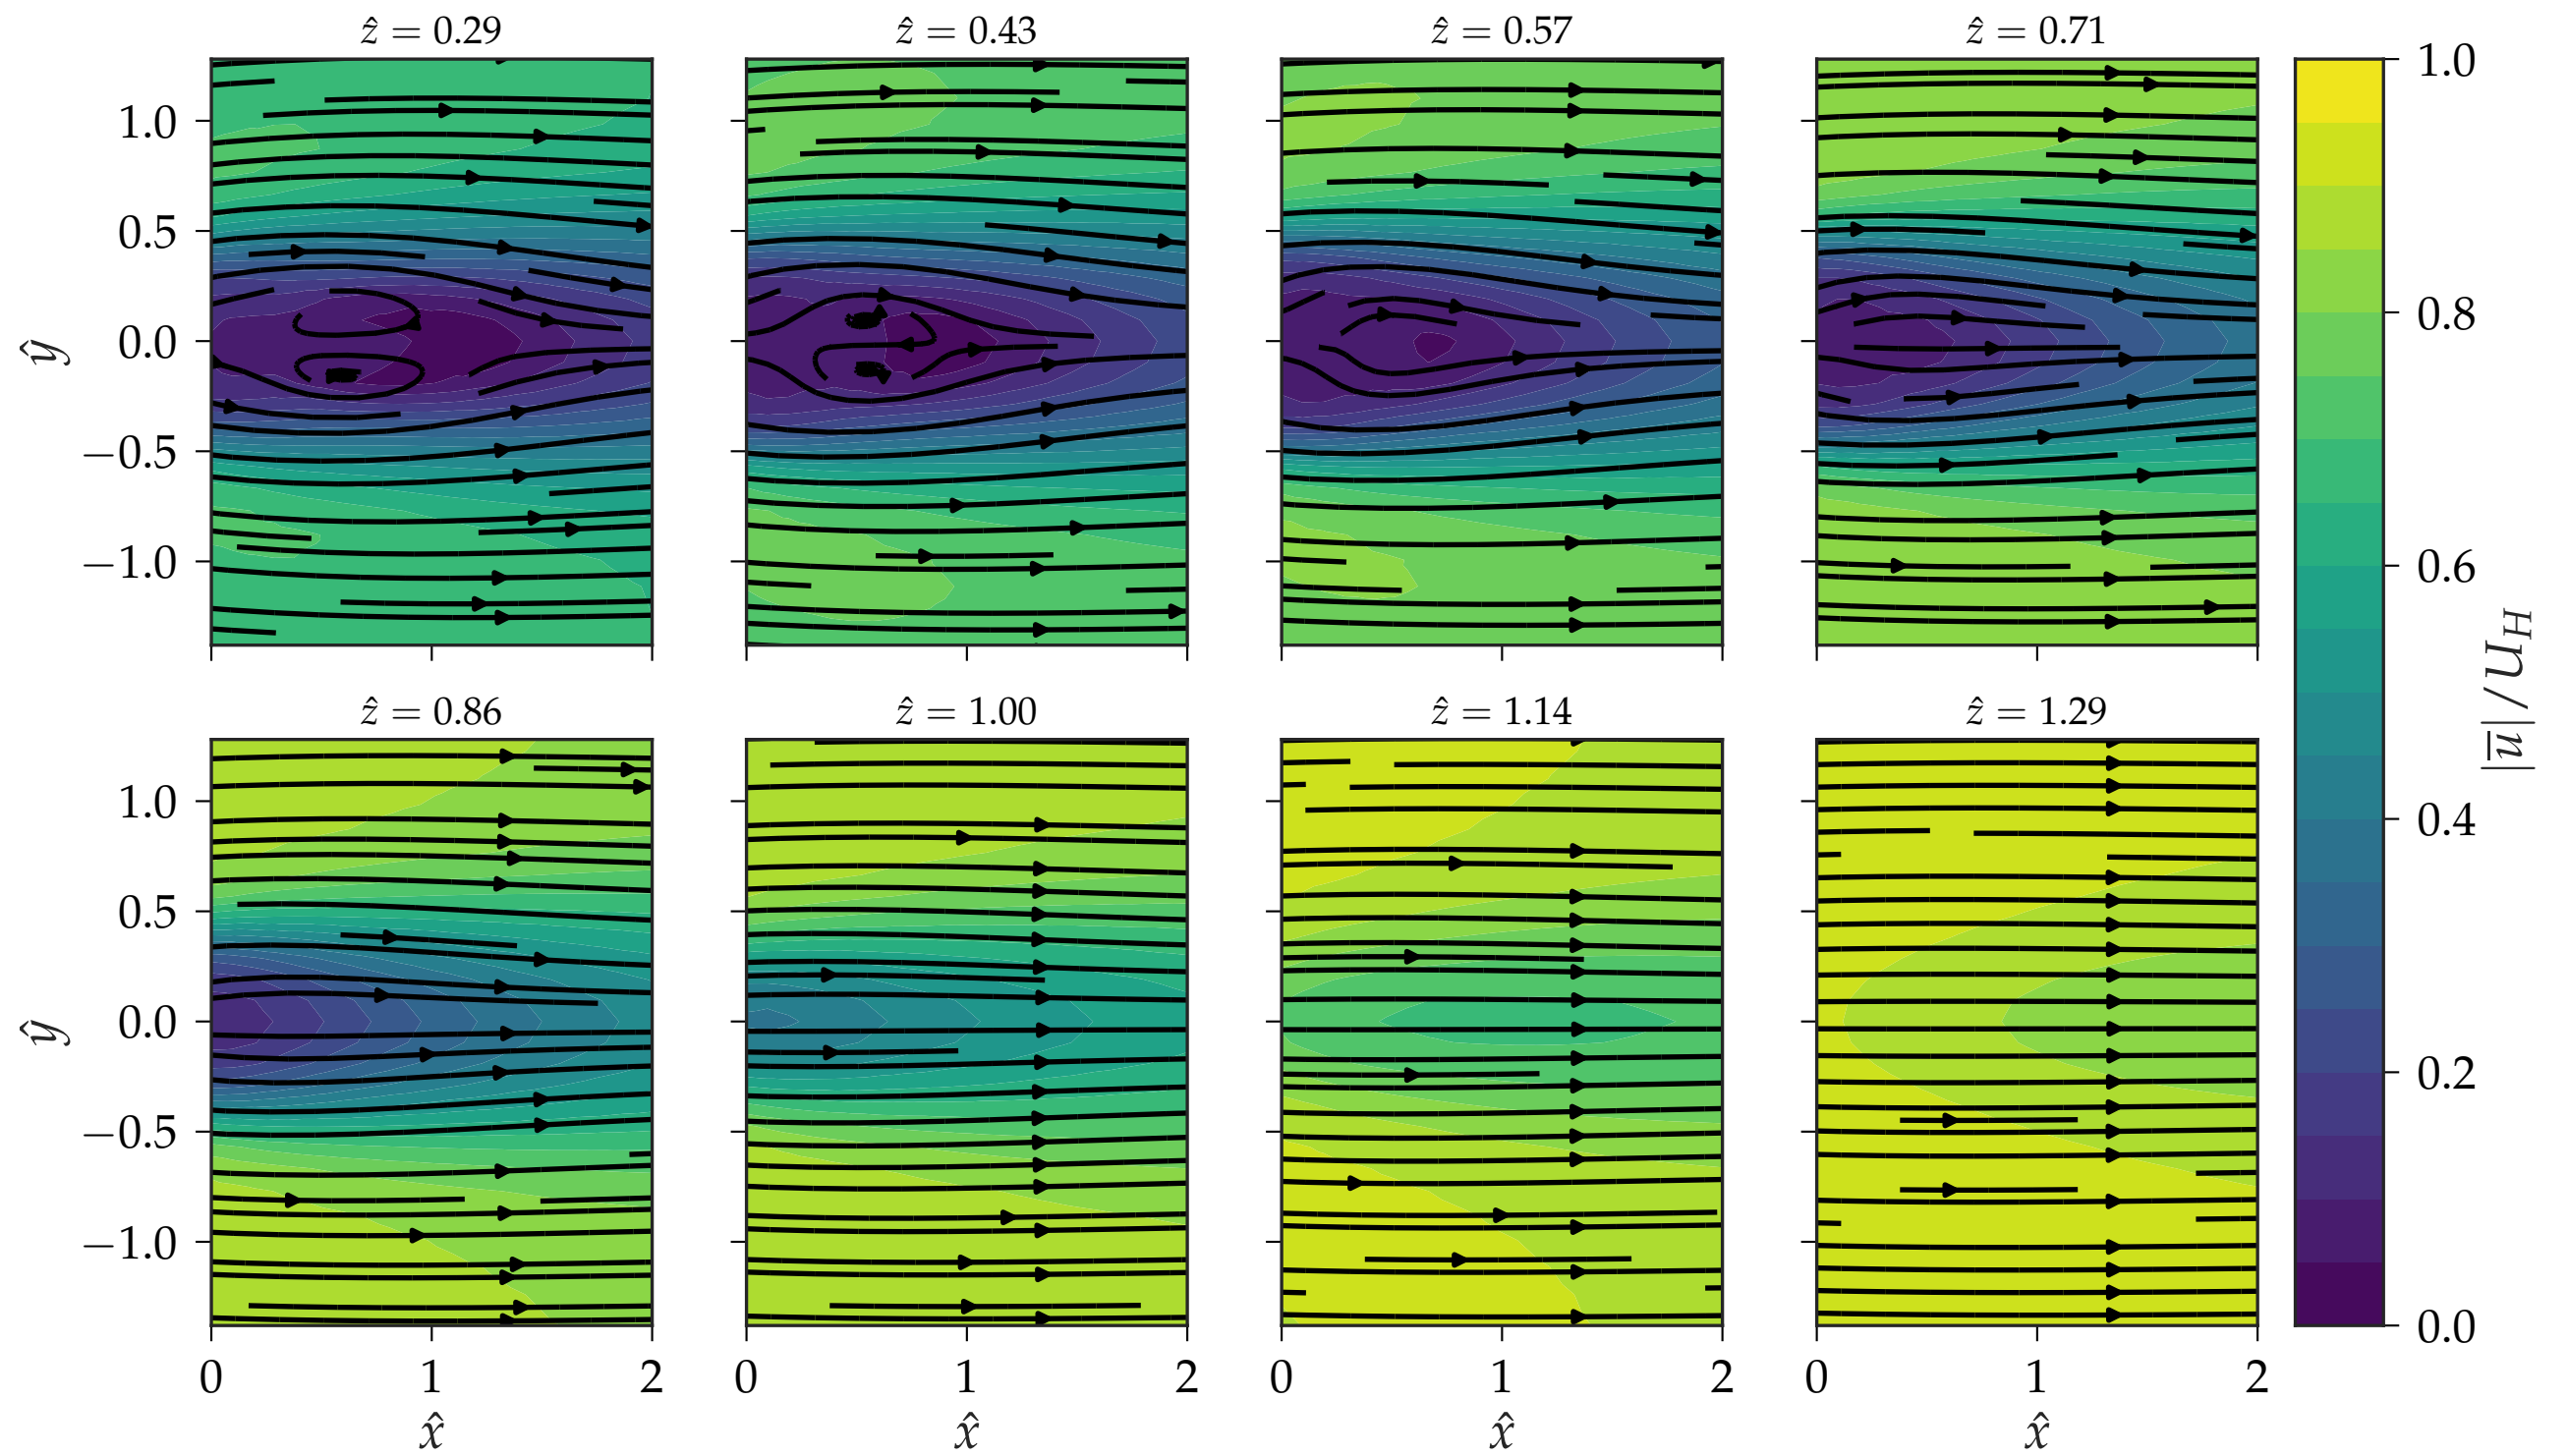 ẑ = 0.29
ẑ = 0.43
ẑ = 0.57
ẑ = 0.71
1.0
0.5
0.0
−0.5
−1.0
ŷ
ẑ = 0.86
ẑ = 1.00
ẑ = 1.14
ẑ = 1.29
1.0
0.5
0.0
−0.5
−1.0
ŷ
0 1 2
0 1 2
0 1 2
0 1 2
x̂
x̂
x̂
x̂
1.0
0.8
0.6
0.4
0.2
0.0
|u̅|/U_H